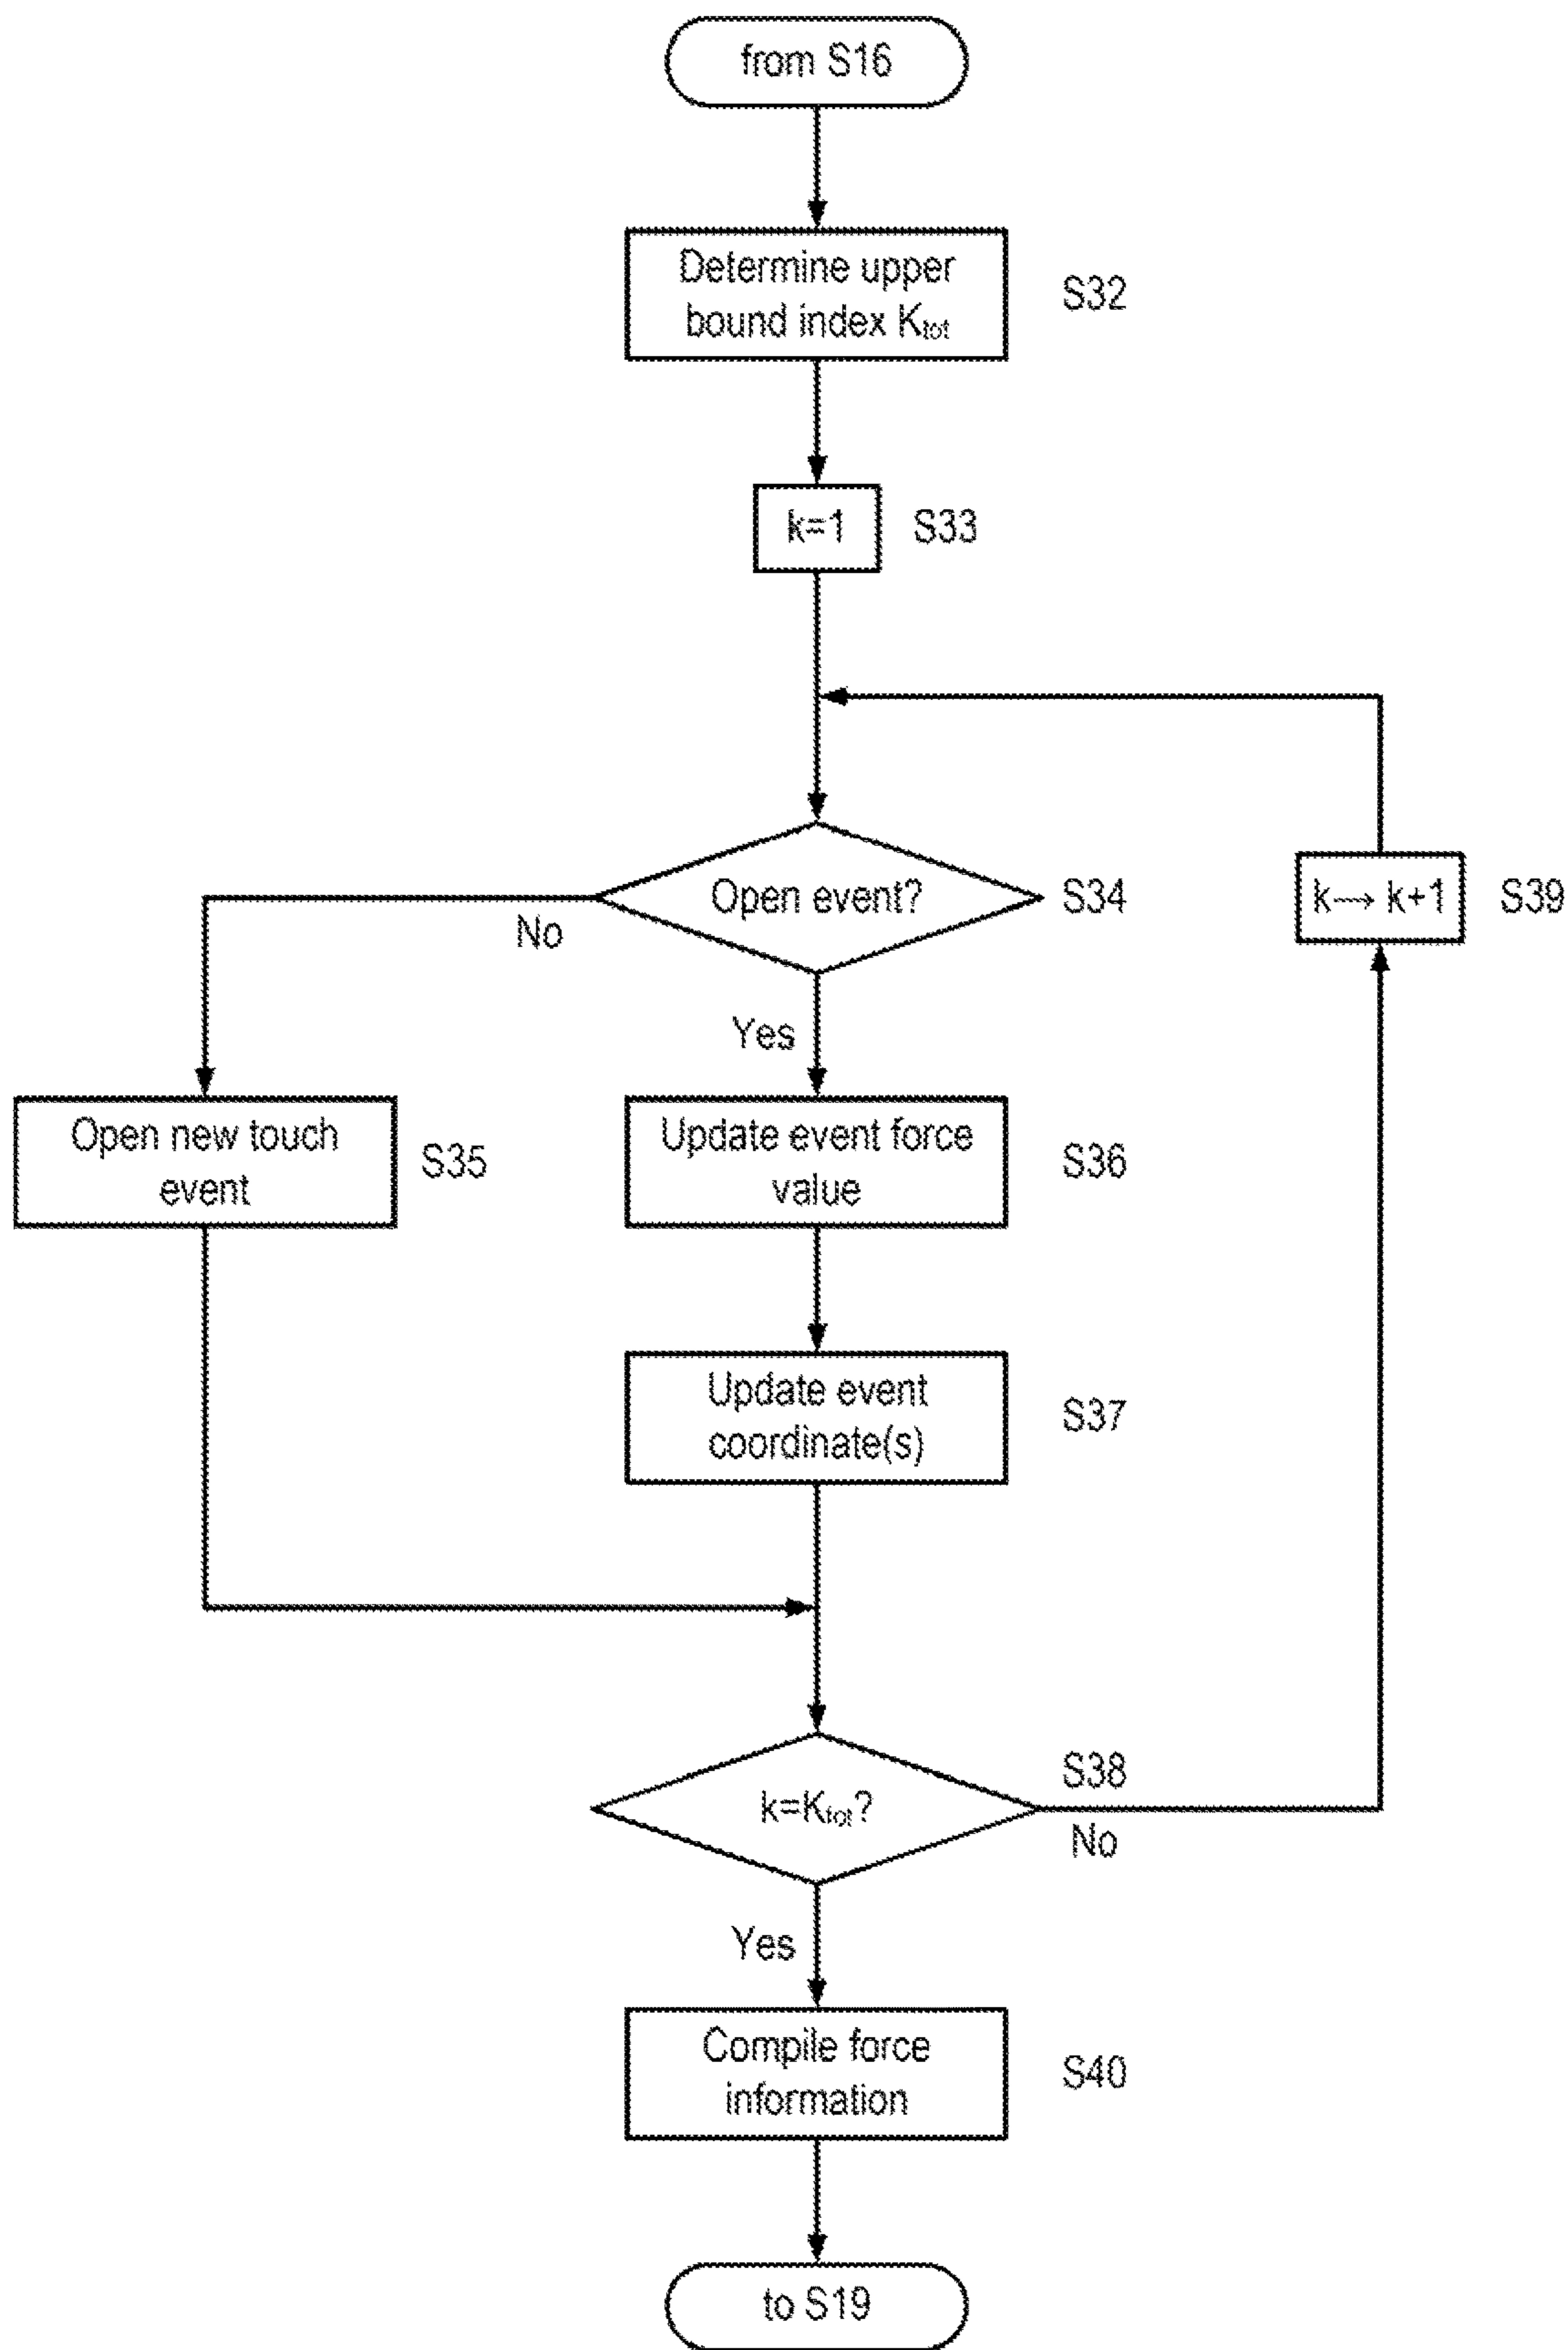 from S16
Determine upper
bound index Ktot
S32
k=1
S33
Open event?
S34
k→ k+1
S39
No
Yes
Open new touch
event
S35
Update event force
value
S36
Update event
coordinate(s)
S37
k=Ktot?
S38
No
Yes
Compile force
information
S40
to S19